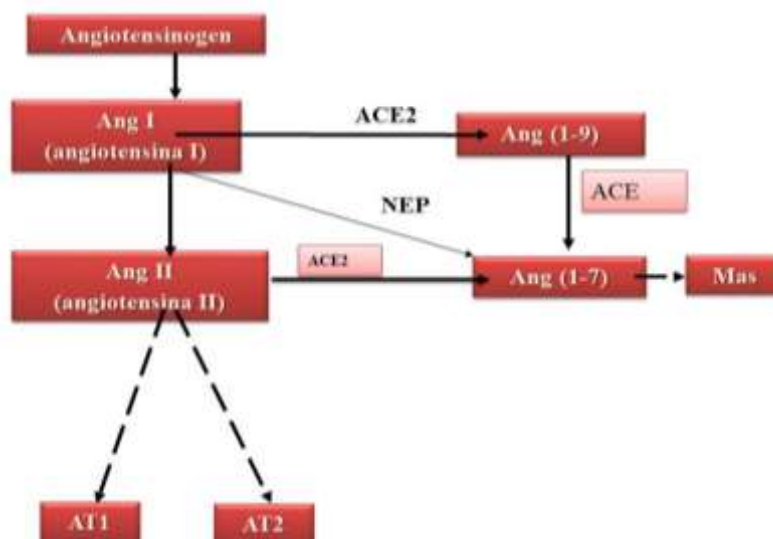 Angiotensinogen
Ang I
(angiotensina I)
ACE2
Ang (1-9)
ACE
NEP
Ang II
(angiotensina II)
ACE2
Ang (1-7)
Mas
AT1
AT2